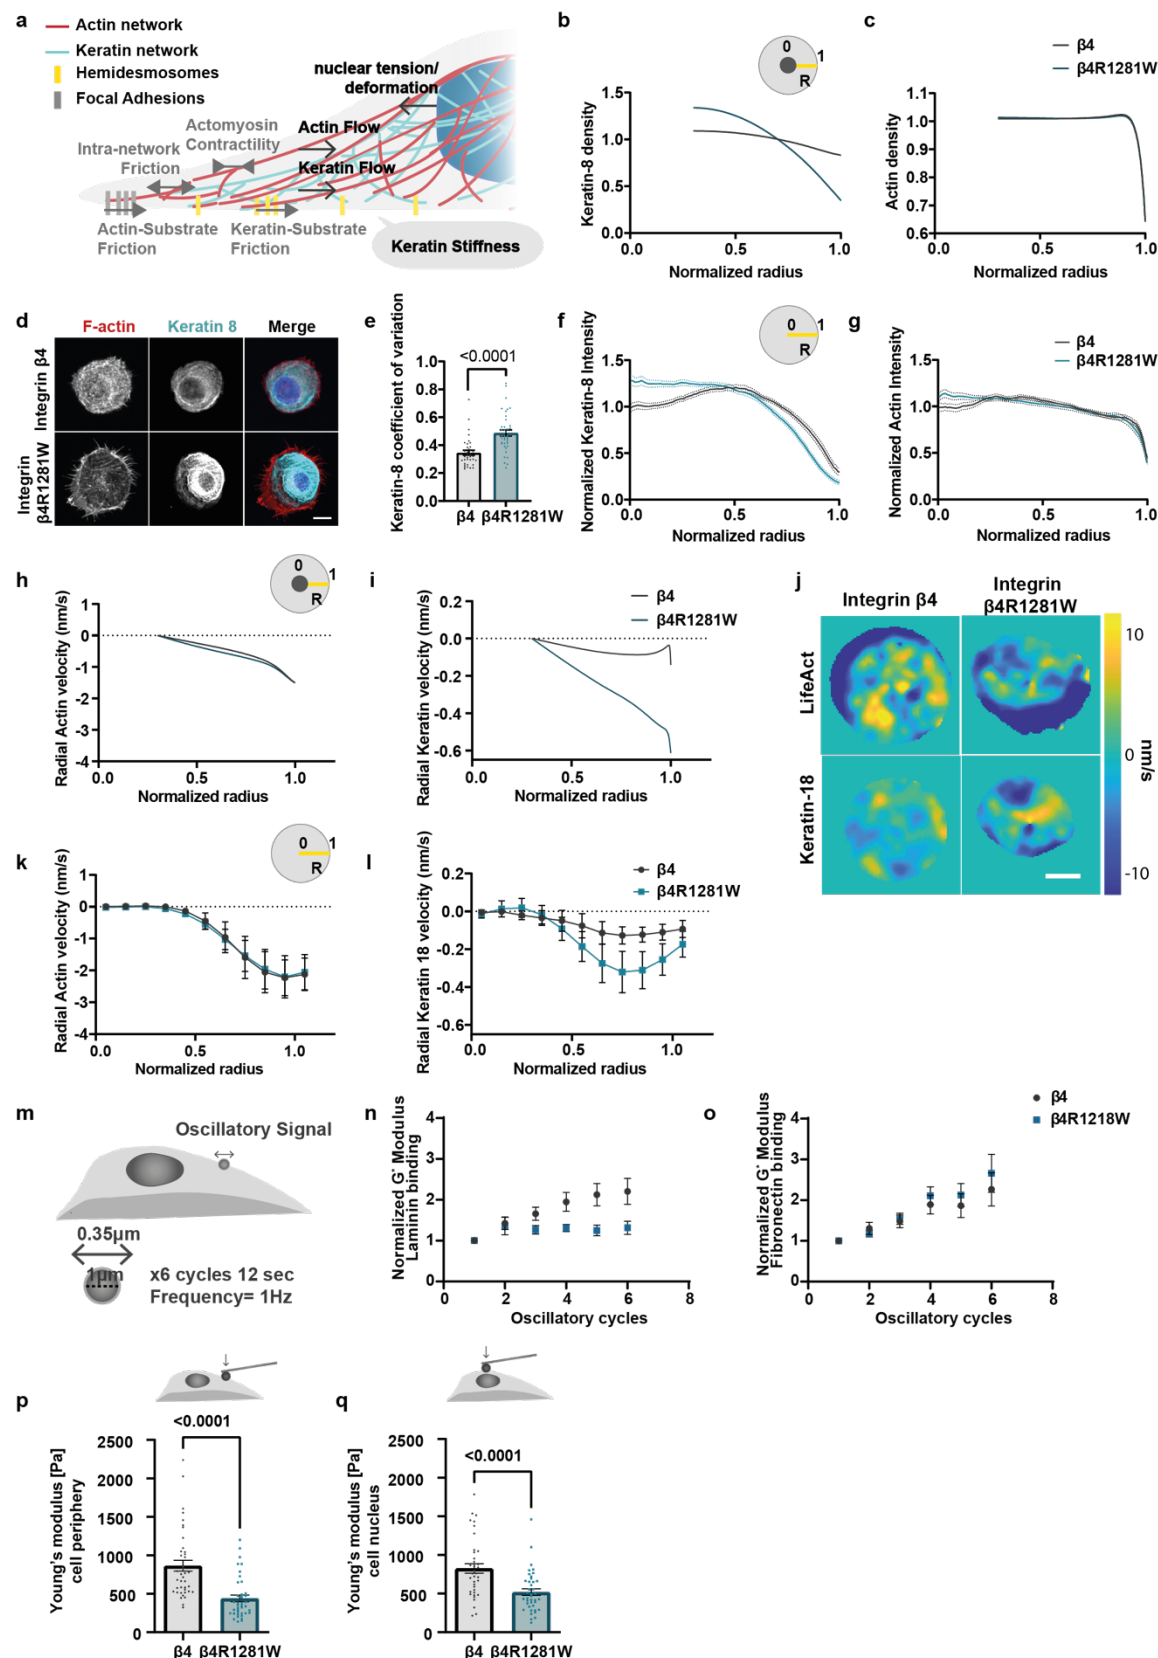 a
Actin network
Keratin network
Hemidesmosomes
Focal Adhesions
nuclear tension/
deformation
Actomyosin
Contractility
Actin Flow
Intra-network
Friction
Keratin Flow
Actin-Substrate
Friction
Keratin-Substrate
Friction
Keratin Stiffness
b
0
1
R
Keratin-8 density
1.5
1.0
0.5
0.0
0.0 0.5 1.0
Normalized radius
c
β4
β4R1281W
Actin density
1.1
1.0
0.9
0.8
0.7
0.6
0.0 0.5 1.0
Normalized radius
d
F-actin Keratin 8 Merge
Integrin β4
Integrin
β4R1281W
e
Keratin-8 coefficient of variation
<0.0001
1.0
0.8
0.6
0.4
0.2
0.0
β4 β4R1281W
f
0 1
R
Normalized Keratin-8 Intensity
1.5
1.0
0.5
0.0
0.0 0.5 1.0
Normalized radius
g
β4
β4R1281W
Normalized Actin Intensity
1.5
1.0
0.5
0.0
0.0 0.5 1.0
Normalized radius
h
0
1
R
Radial Actin velocity (nm/s)
1
0
-1
-2
-3
-4
0.0 0.5 1.0
Normalized radius
i
β4
β4R1281W
Radial Keratin velocity (nm/s)
0.2
0.0
-0.2
-0.4
-0.6
0.0 0.5 1.0
Normalized radius
j
Integrin β4
Integrin
β4R1281W
LifeAct
Keratin-18
10
0
-10
nm/s
k
0 1
R
Radial Actin velocity (nm/s)
1
0
-1
-2
-3
-4
0.0 0.5 1.0
Normalized radius
l
β4
β4R1281W
Radial Keratin 18 velocity (nm/s)
0.2
0.0
-0.2
-0.4
-0.6
0.0 0.5 1.0
Normalized radius
m
Oscillatory Signal
0.35µm
1µm
x6 cycles 12 sec
Frequency= 1Hz
n
Normalized G' Modulus
Laminin binding
4
3
2
1
0
0 2 4 6 8
Oscillatory cycles
o
β4
β4R1218W
Normalized G' Modulus
Fibronectin binding
4
3
2
1
0
0 2 4 6 8
Oscillatory cycles
p
<0.0001
Young's modulus [Pa]
cell periphery
2500
2000
1500
1000
500
0
β4 β4R1281W
q
<0.0001
Young's modulus [Pa]
cell nucleus
2500
2000
1500
1000
500
0
β4 β4R1281W